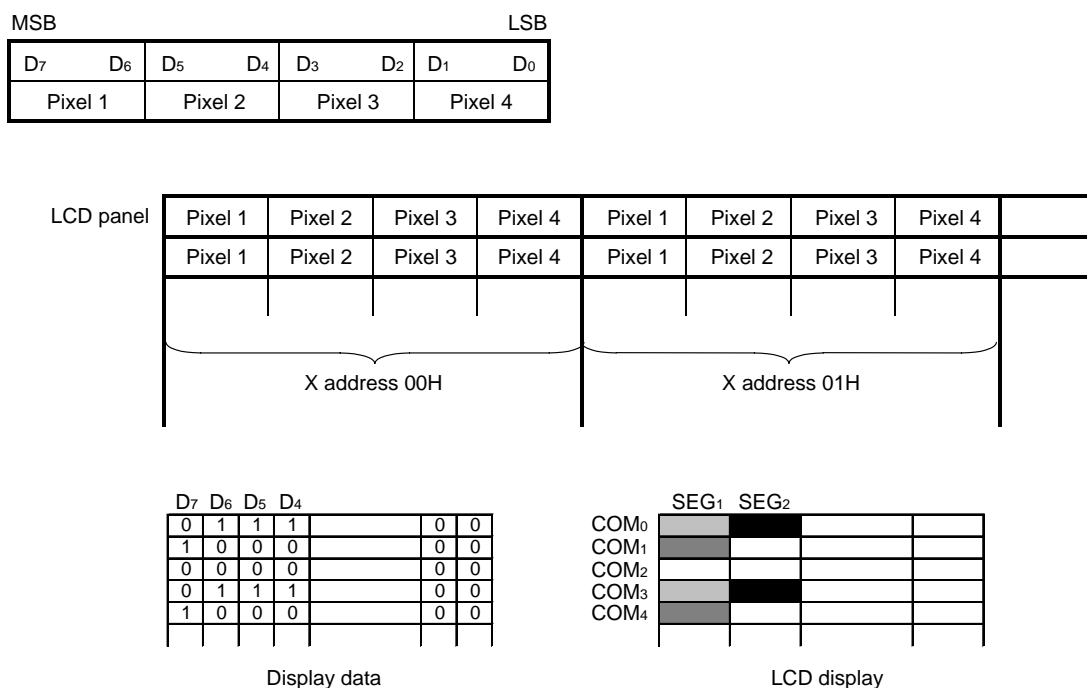 MSB LSB
D7 D6 D5 D4 D3 D2 D1 D0
Pixel 1 Pixel 2 Pixel 3 Pixel 4
LCD panel Pixel 1 Pixel 2 Pixel 3 Pixel 4 Pixel 1 Pixel 2 Pixel 3 Pixel 4
Pixel 1 Pixel 2 Pixel 3 Pixel 4 Pixel 1 Pixel 2 Pixel 3 Pixel 4
X address 00H X address 01H
D7 D6 D5 D4
0 1 1 1 0 0
1 0 0 0 0 0
0 0 0 0 0 0
0 1 1 1 0 0
1 0 0 0 0 0
Display data
SEG1 SEG2
COM0
COM1
COM2
COM3
COM4
LCD display